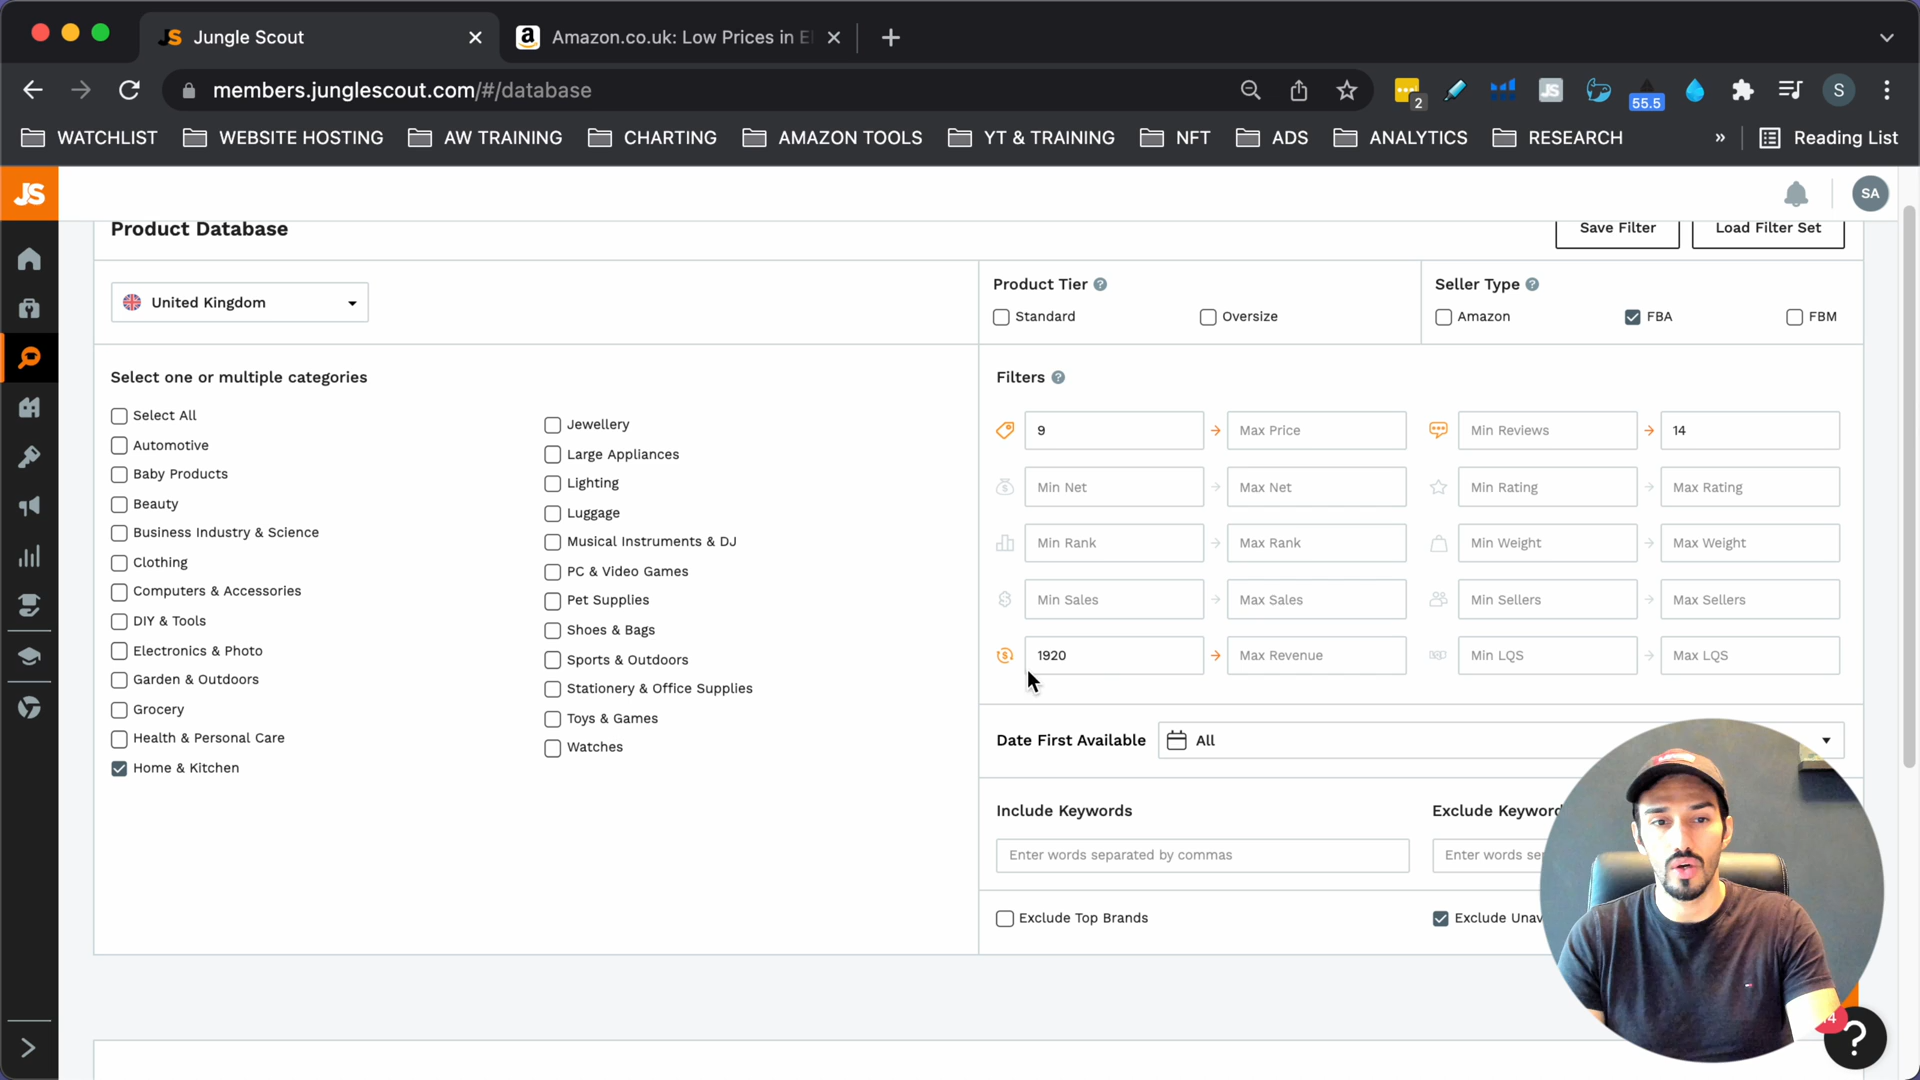 JS Jungle Scout
Amazon.co.uk: Low Prices in El
members.junglescout.com/#/database
2
JS
55.5
S
WATCHLIST
WEBSITE HOSTING
AW TRAINING
CHARTING
AMAZON TOOLS
YT & TRAINING
NFT
ADS
ANALYTICS
RESEARCH
»
Reading List
JS
SA
Product Database
Save Filter
Load Filter Set
United Kingdom
Product Tier ?
Standard
Oversize
Seller Type ?
Amazon
FBA
FBM
Select one or multiple categories
Select All
Automotive
Baby Products
Beauty
Business Industry & Science
Clothing
Computers & Accessories
DIY & Tools
Electronics & Photo
Garden & Outdoors
Grocery
Health & Personal Care
Home & Kitchen
Jewellery
Large Appliances
Lighting
Luggage
Musical Instruments & DJ
PC & Video Games
Pet Supplies
Shoes & Bags
Sports & Outdoors
Stationery & Office Supplies
Toys & Games
Watches
Filters ?
9
Max Price
Min Reviews
14
Min Net
Max Net
Min Rating
Max Rating
Min Rank
Max Rank
Min Weight
Max Weight
Min Sales
Max Sales
Min Sellers
Max Sellers
1920
Max Revenue
Min LQS
Max LQS
Date First Available
All
Include Keywords
Enter words separated by commas
Exclude Keyword
Enter words se
Exclude Top Brands
Exclude Unav
?